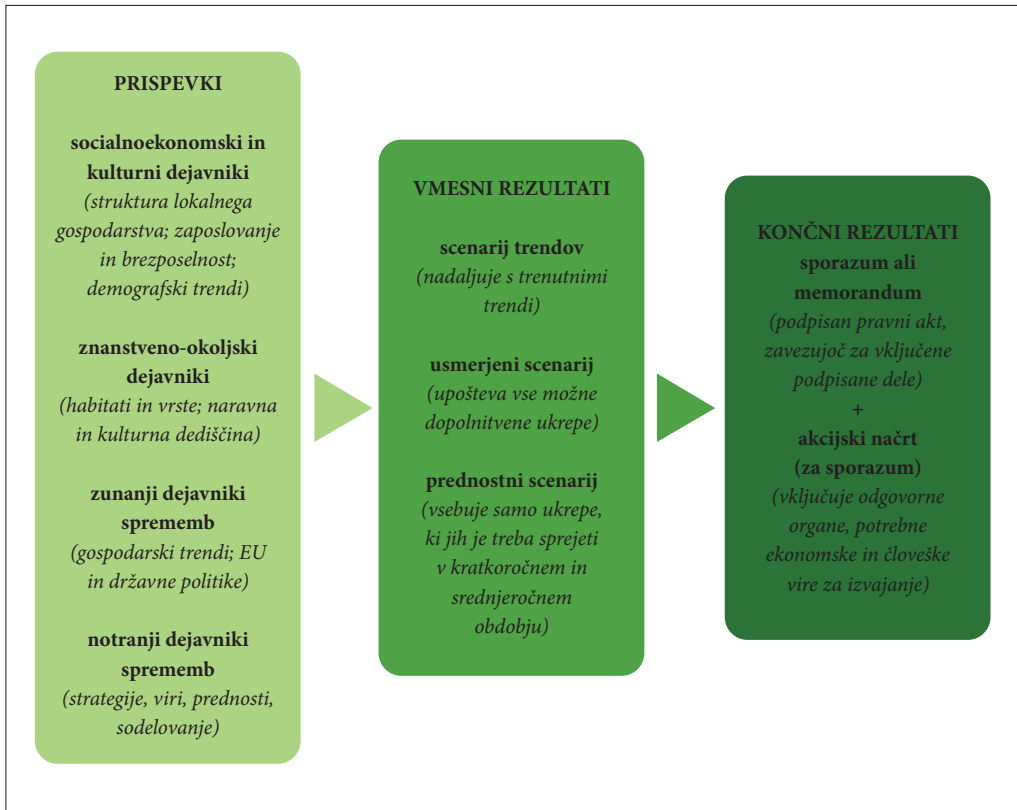 PRISPEVKI
socialnoekonomski in
kulturni dejavniki
(struktura lokalnega
gospodarstva; zaposlovanje
in brezposelnost;
demografski trendi)
znanstveno-okoljski
dejavniki
(habitati in vrste; naravna
in kulturna dediščina)
zunanji dejavniki
sprememb
(gospodarski trendi; EU
in državne politike)
notranji dejavniki
sprememb
(strategije, viri, prednosti,
sodelovanje)
VMESNI REZULTATI
scenarij trendov
(nadaljuje s trenutnimi
trendi)
usmerjeni scenarij
(upošteva vse možne
dopolnitvene ukrepe)
prednostni scenarij
(vsebuje samo ukrepe,
ki jih je treba sprejeti
v kratkoročnem in
srednjeročnem
obdobju)
KONČNI REZULTATI
sporazum ali
memorandum
(podpisan pravni akt,
zavezujoč za vključene
podpisane dele)
+
akcijski načrt
(za sporazum)
(vključuje odgovorne
organe, potrebne
ekonomske in človeške
vire za izvajanje)